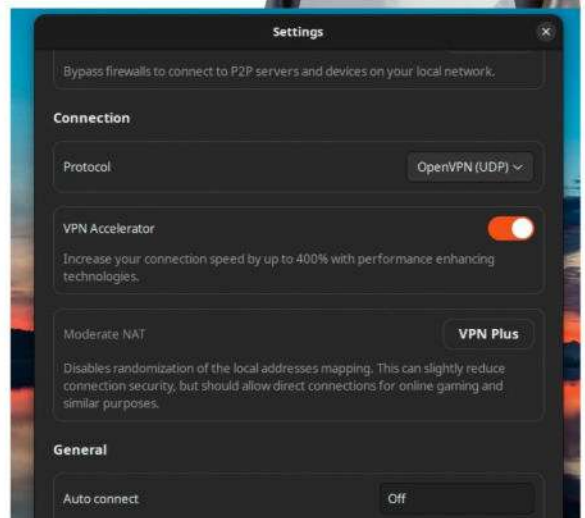 Settings
Bypass firewalls to connect to P2P servers and devices on your local network.
Connection
Protocol
OpenVPN (UDP)
VPN Accelerator
Increase your connection speed by up to 400% with performance enhancing
technologies.
Moderate NAT
VPN Plus
Disables randomization of the local addresses mapping. This can slightly reduce
connection security, but should allow direct connections for online gaming and
similar purposes.
General
Auto connect
Off